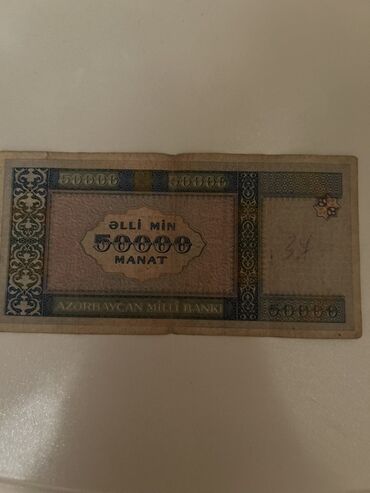 50000 50000
ƏLLİ MİN
50000
MANAT
AZƏRBAYCAN MİLLİ BANKI
50000